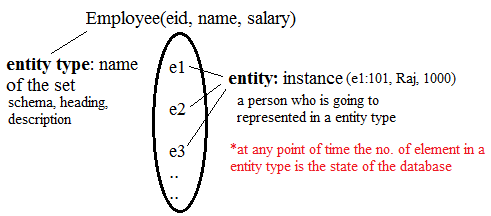 Employee(eid, name, salary)
entity type: name
of the set
schema, heading,
description
e1
e2
e3
..
..
entity: instance (e1:101, Raj, 1000)
a person who is going to
represented in a entity type
*at any point of time the no. of element in a
entity type is the state of the database